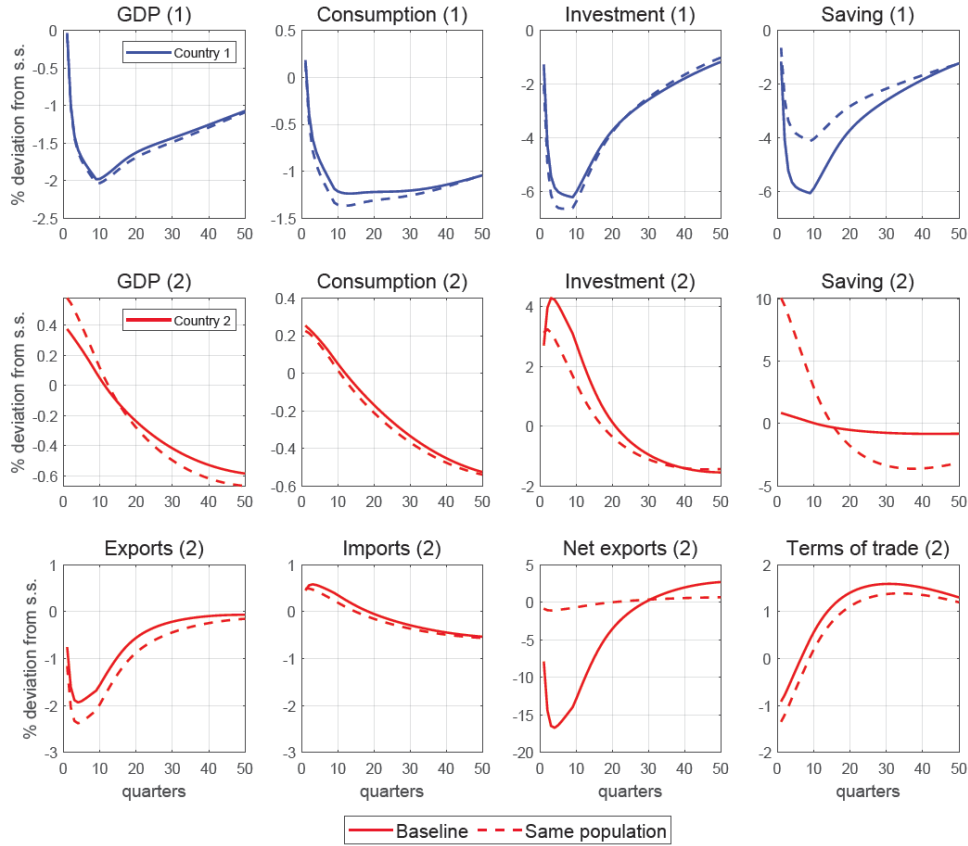 GDP (1) Consumption (1) Investment (1) Saving (1)
% deviation from s.s.
0 -0.5 -1 -1.5 -2 -2.5
Country 1
0 10 20 30 40 50
0.5 0 -0.5 -1 -1.5
0 10 20 30 40 50
0 -2 -4 -6
0 10 20 30 40 50
0 -2 -4 -6
0 10 20 30 40 50
GDP (2) Consumption (2) Investment (2) Saving (2)
% deviation from s.s.
0.4 0.2 0 -0.2 -0.4 -0.6
Country 2
0 10 20 30 40 50
0.4 0.2 0 -0.2 -0.4 -0.6
0 10 20 30 40 50
4 2 0 -2
0 10 20 30 40 50
10 5 0 -5
0 10 20 30 40 50
Exports (2) Imports (2) Net exports (2) Terms of trade (2)
% deviation from s.s.
1 0 -1 -2 -3
0 10 20 30 40 50
quarters
1 0 -1 -2 -3
0 10 20 30 40 50
quarters
5 0 -5 -10 -15 -20
0 10 20 30 40 50
quarters
2 1 0 -1 -2
0 10 20 30 40 50
quarters
Baseline Same population